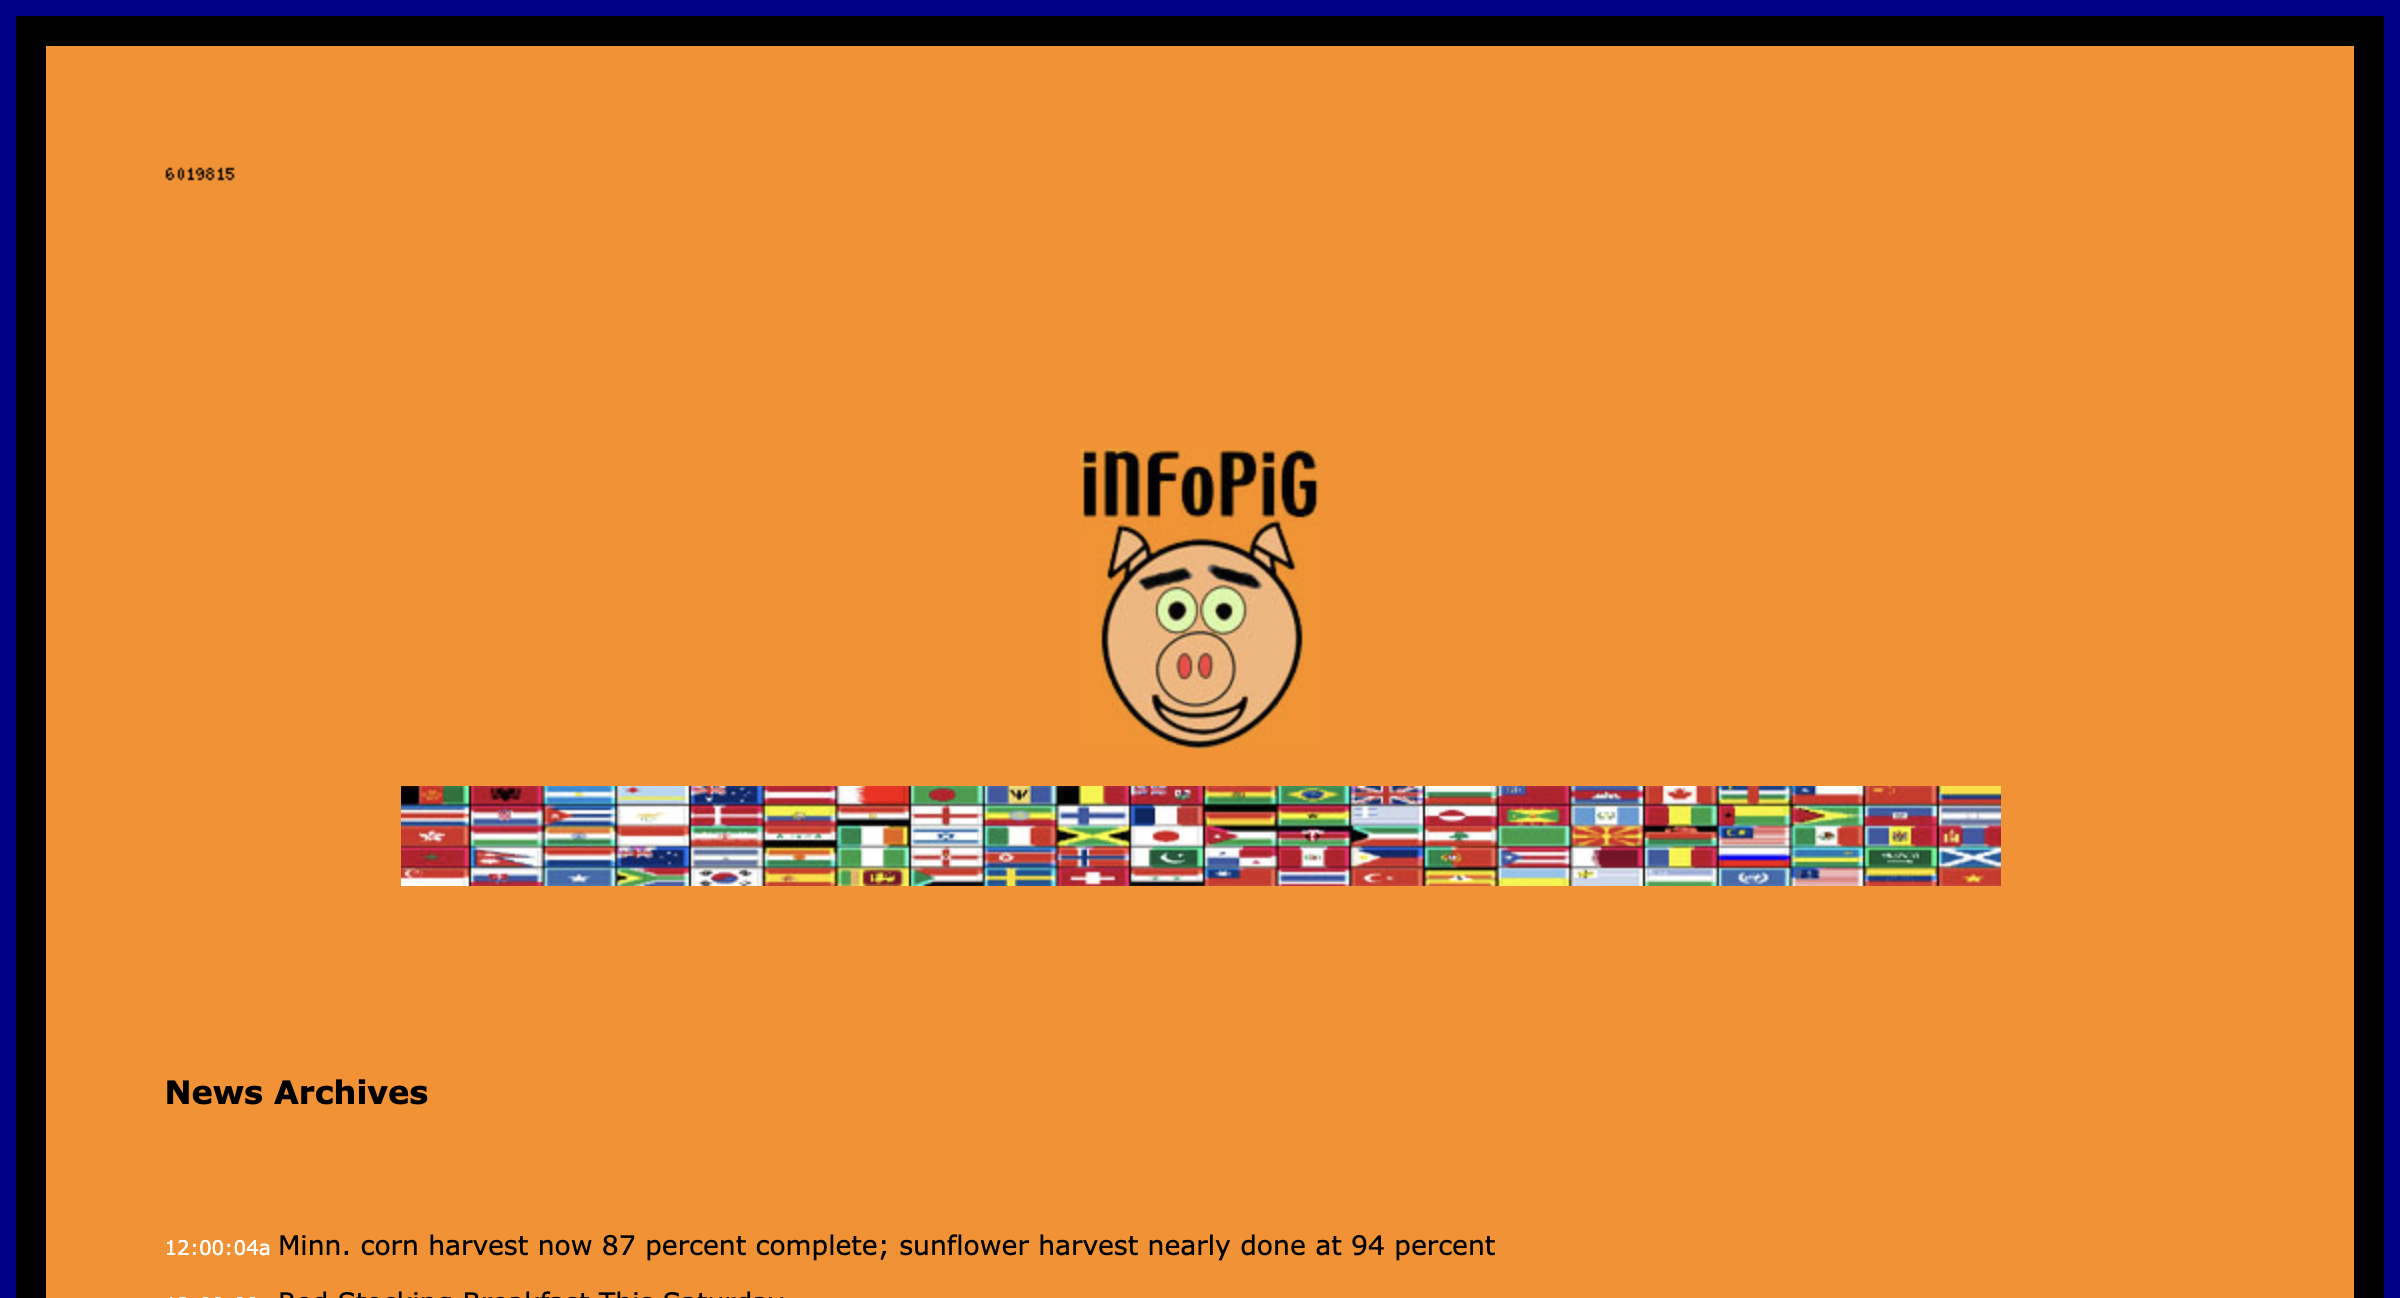 6019815
iNFoPiG
News Archives
12:00:04a Minn. corn harvest now 87 percent complete; sunflower harvest nearly done at 94 percent
Red Stocking Breakfast This Saturday